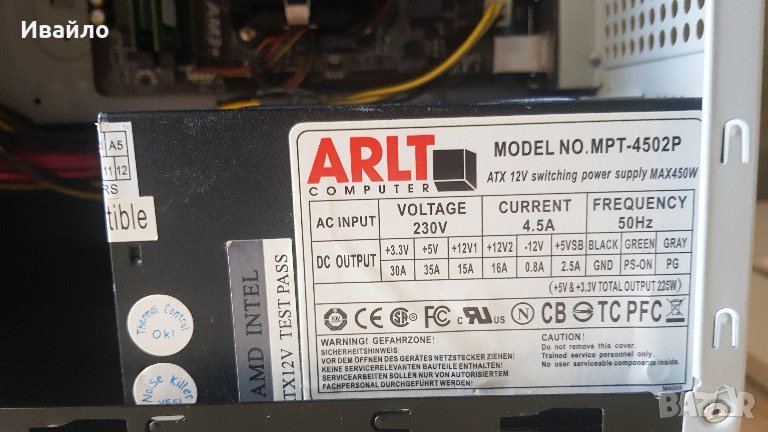 Ивайло
A5
11 12
RS
tible
Thermal Control
OK!
Noise Killer
YES!
AMD INTEL
ATX12V TEST PASS
ARLT
COMPUTER
MODEL NO. MPT-4502P
ATX 12V switching power supply MAX450W
AC INPUT
VOLTAGE
230V
CURRENT
4.5A
FREQUENCY
50Hz
DC OUTPUT
+3.3V +5V +12V1 +12V2 -12V +5VSB BLACK GREEN GRAY
30A 35A 15A 16A 0.8A 2.5A GND PS-ON PG
(+5V & +3.3V TOTAL OUTPUT 225W)
CE FC c UR US N CB TC PFC
WARNING! GEFAHRZONE!
SICHERHEITSHINWEIS:
VOR DEM ÖFFNEN DES GERÄTES NETZSTECKER ZIEHEN!
KEINE SERVICERELEVANTEN BAUTEILE ENTHALTEN!
SERVICEARBEITEN SOLLEN NUR DURCH
FACHPERSONAL DURCHGEFÜHRT WERDEN!
CAUTION!
Do not remove this cover.
Trained service personnel only.
No user serviceable components inside.
BAZAR